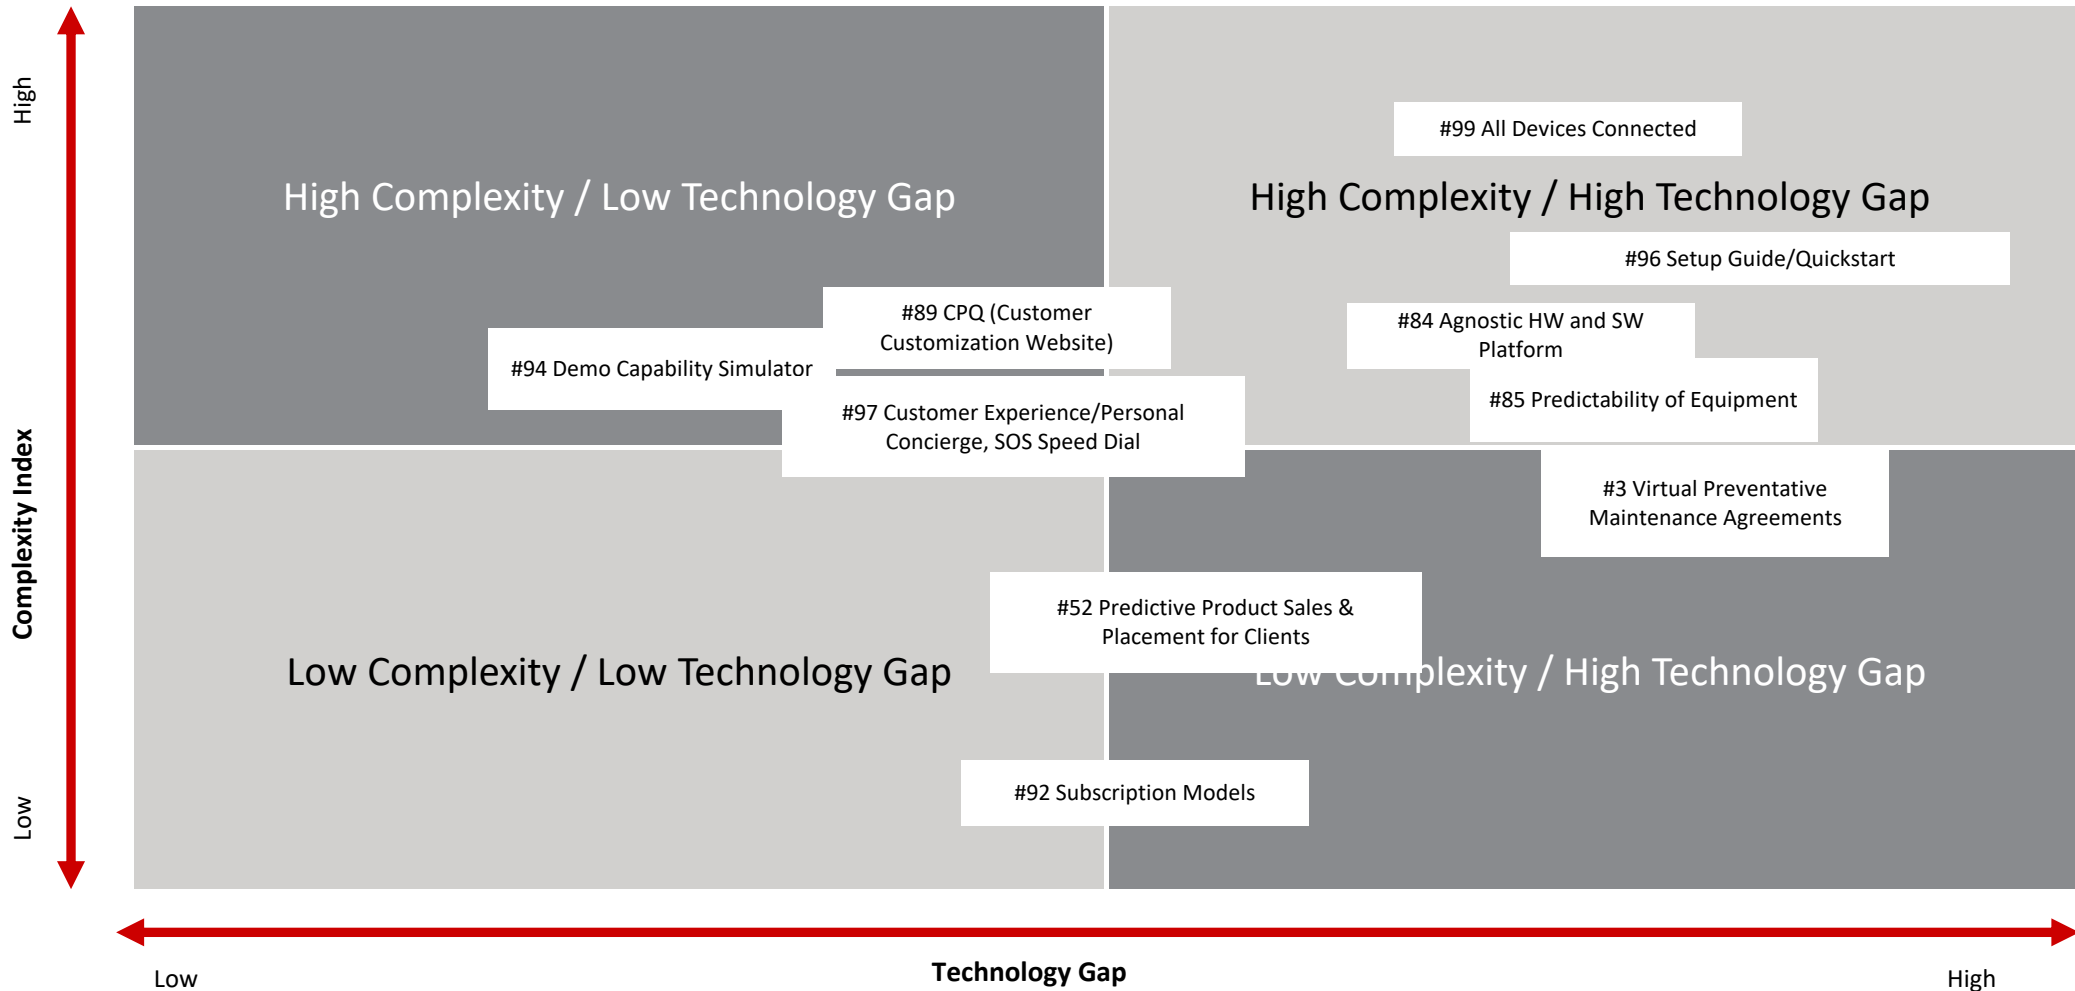 High
#99 All Devices Connected
High Complexity / Low Technology Gap
High Complexity / High Technology Gap
#96 Setup Guide/Quickstart
#89 CPQ (Customer
Customization Website)
#84 Agnostic HW and SW
Platform
#94 Demo Capability Simulator
#85 Predictability of Equipment
#97 Customer Experience/Personal
Concierge, SOS Speed Dial
Complexity Index
#3 Virtual Preventative
Maintenance Agreements
#52 Predictive Product Sales &
Placement for Clients
Low Complexity / Low Technology Gap
Low Complexity / High Technology Gap
#92 Subscription Models
Low
Low
Technology Gap
High